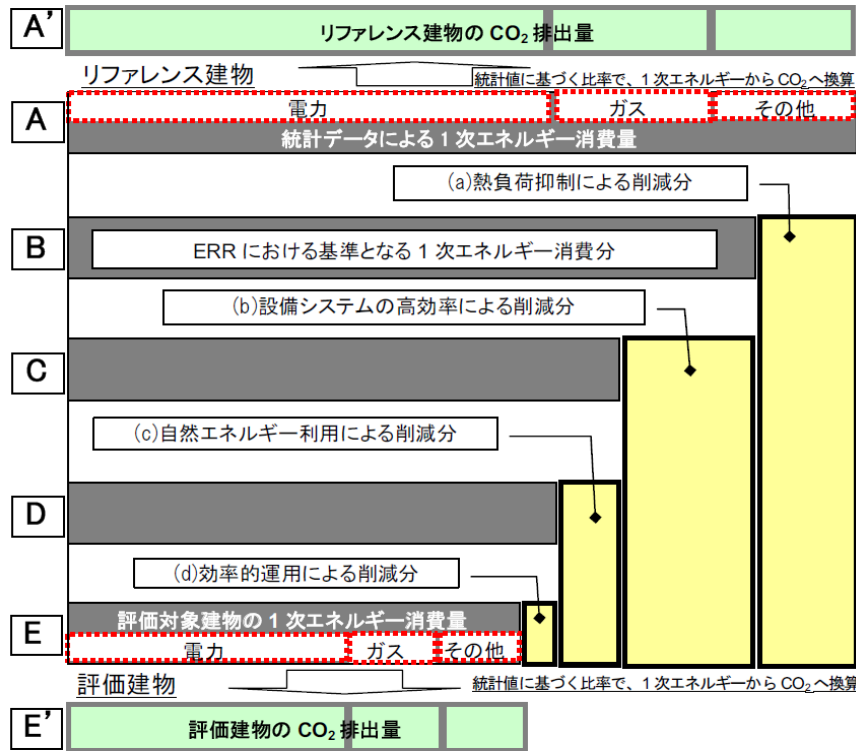 A’
リファレンス建物の CO2 排出量
リファレンス建物
統計値に基づく比率で、1 次エネルギーから CO2 へ換算
A
電力
ガス
その他
統計データによる 1 次エネルギー消費量
(a)熱負荷抑制による削減分
B
ERR における基準となる 1 次エネルギー消費分
(b)設備システムの高効率による削減分
C
(c)自然エネルギー利用による削減分
D
(d)効率的運用による削減分
評価対象建物の 1 次エネルギー消費量
E
電力
ガス
その他
評価建物
統計値に基づく比率で、1 次エネルギーから CO2 へ換算
E’
評価建物の CO2 排出量